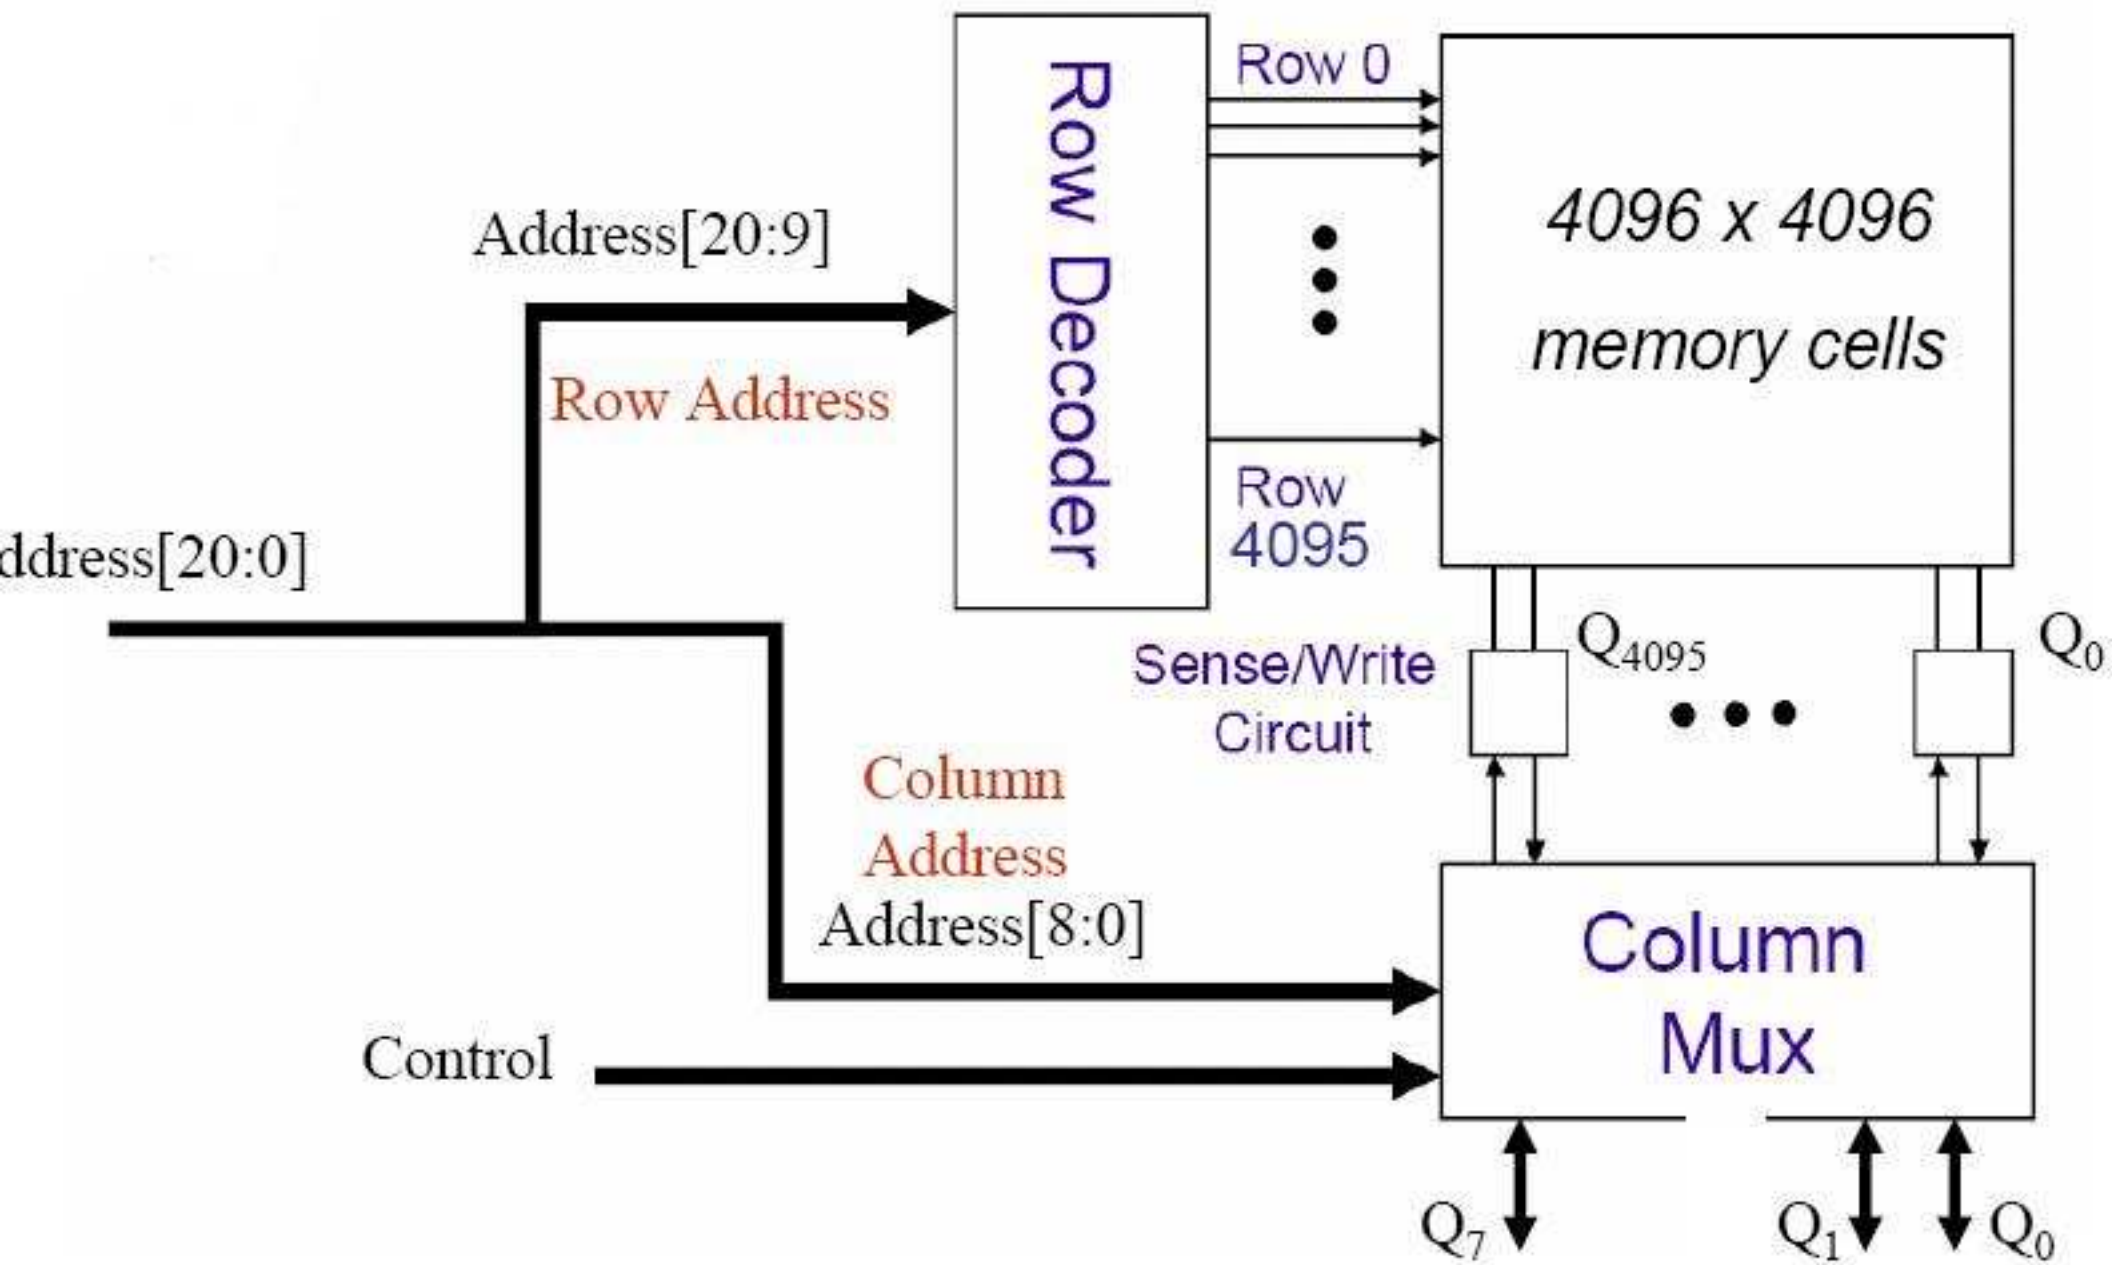 Row 0
Row Decoder
4096 x 4096
memory cells
Address[20:9]
Row Address
Row
4095
ddress[20:0]
Q4095
Q0
Sense/Write
Circuit
Column
Address
Address[8:0]
Column
Mux
Control
Q7
Q1
Q0